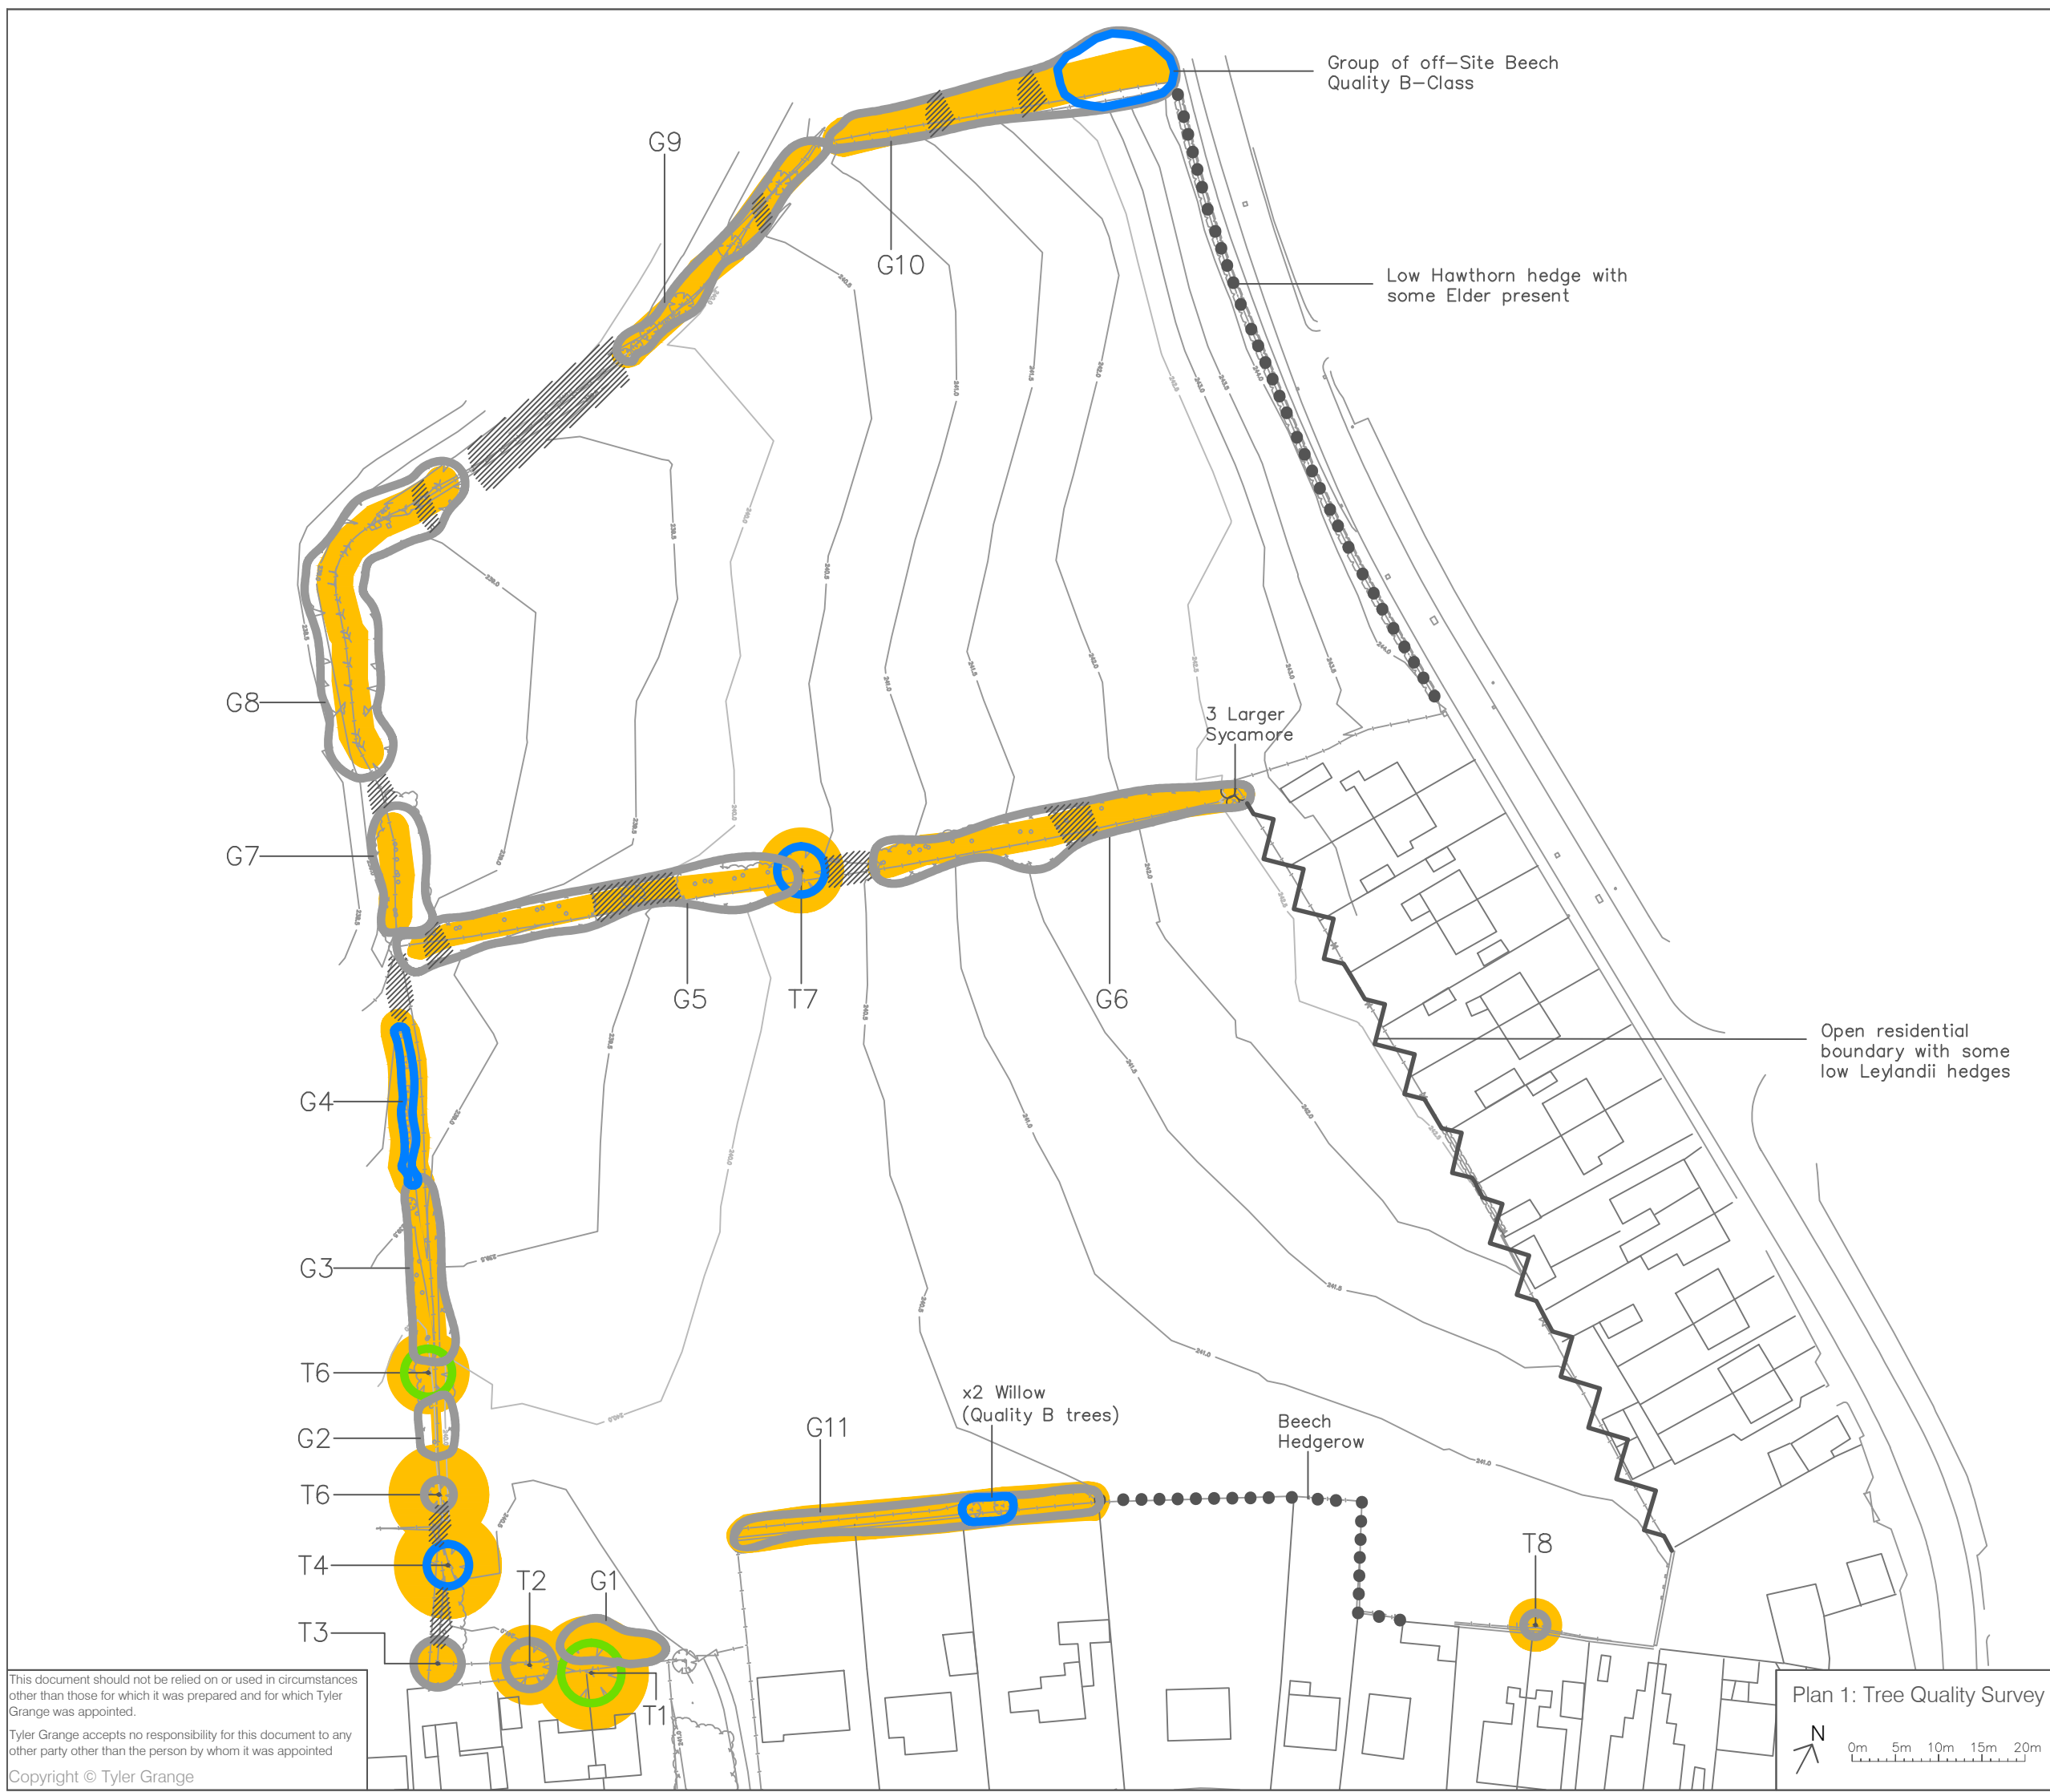 Group of off-Site Beech
Quality B-Class
G9
G10
Low Hawthorn hedge with
some Elder present
G8
3 Larger
Sycamore
G7
G5
T7
G6
Open residential
boundary with some
low Leylandii hedges
G4
G3
T6
x2 Willow
(Quality B trees)
G11
Beech
Hedgerow
G2
T6
T8
T4
T2
G1
T3
T1
This document should not be relied on or used in circumstances
other than those for which it was prepared and for which Tyler
Grange was appointed.
Tyler Grange accepts no responsibility for this document to any
other party other than the person by whom it was appointed
Copyright © Tyler Grange
Plan 1: Tree Quality Survey
N
0m 5m 10m 15m 20m